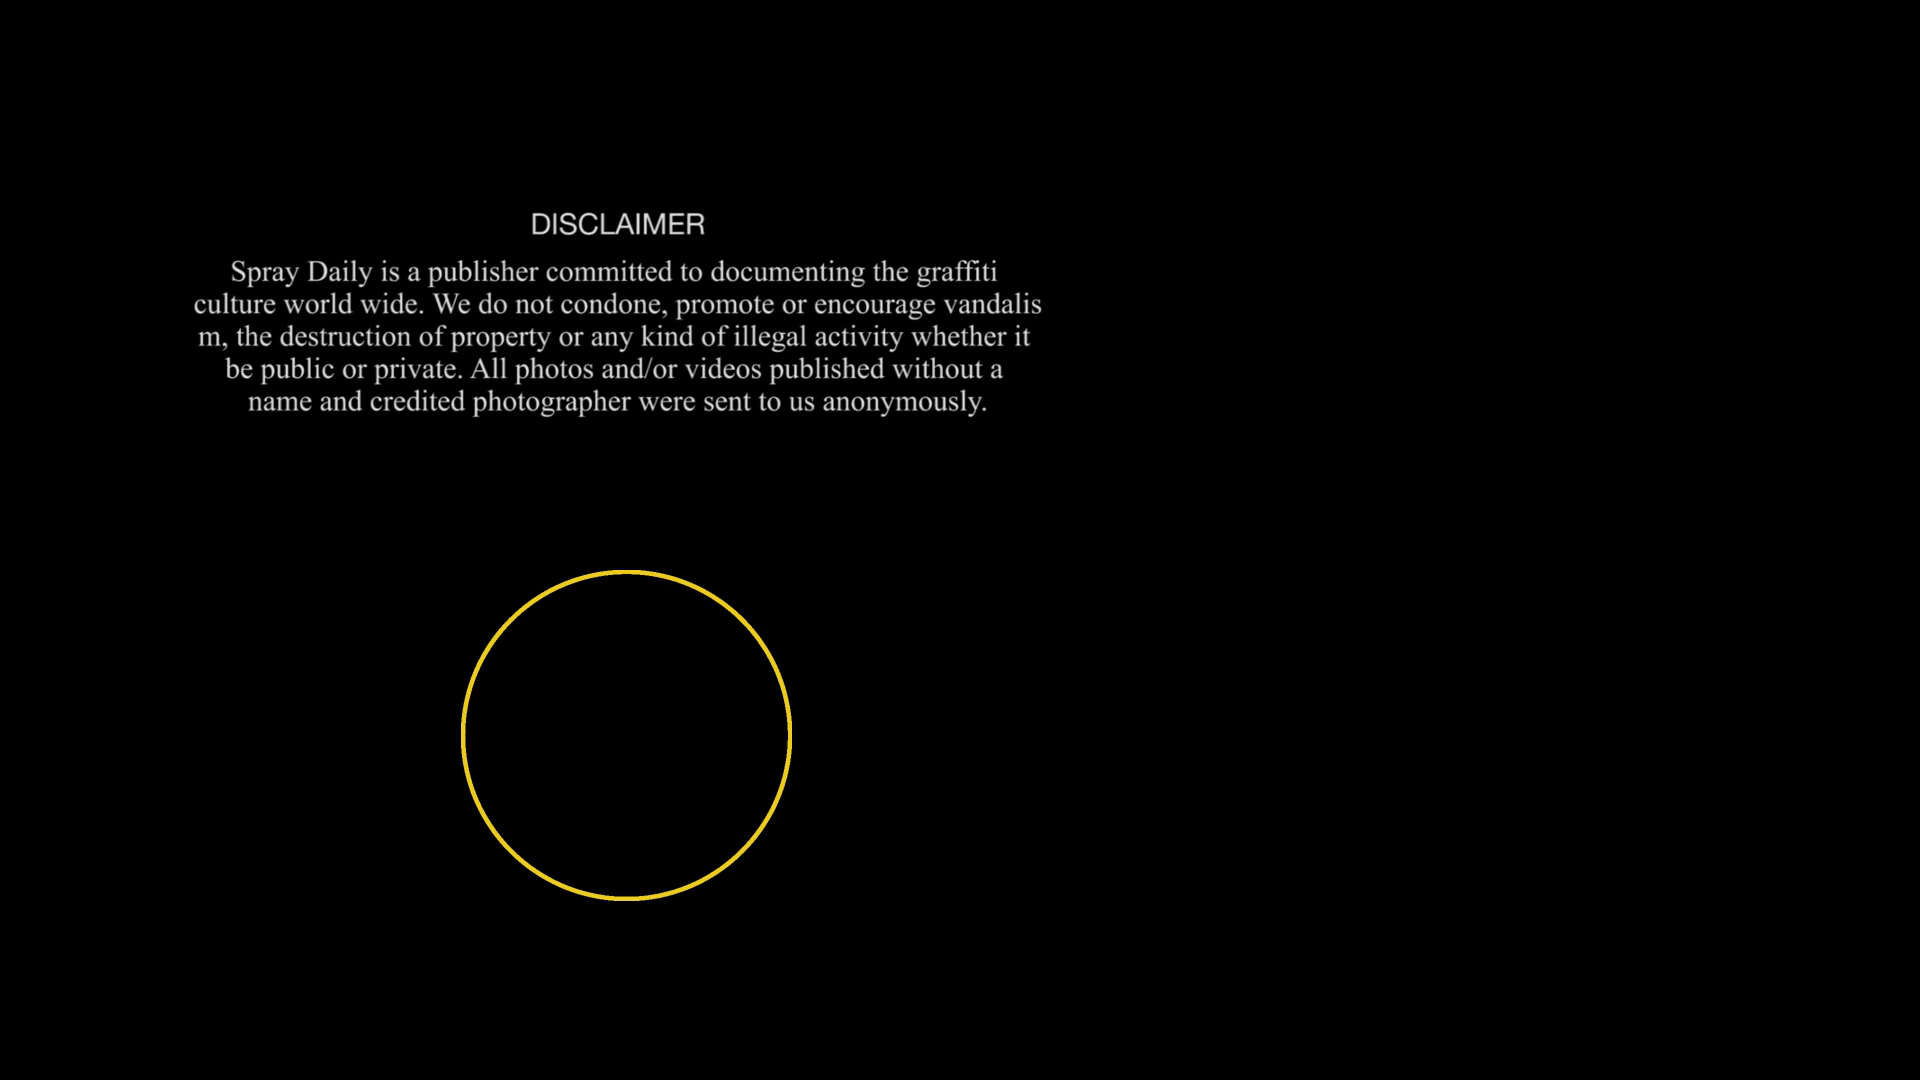 DISCLAIMER
Spray Daily is a publisher committed to documenting the graffiti
culture world wide. We do not condone, promote or encourage vandalis
m, the destruction of property or any kind of illegal activity whether it
be public or private. All photos and/or videos published without a
name and credited photographer were sent to us anonymously.